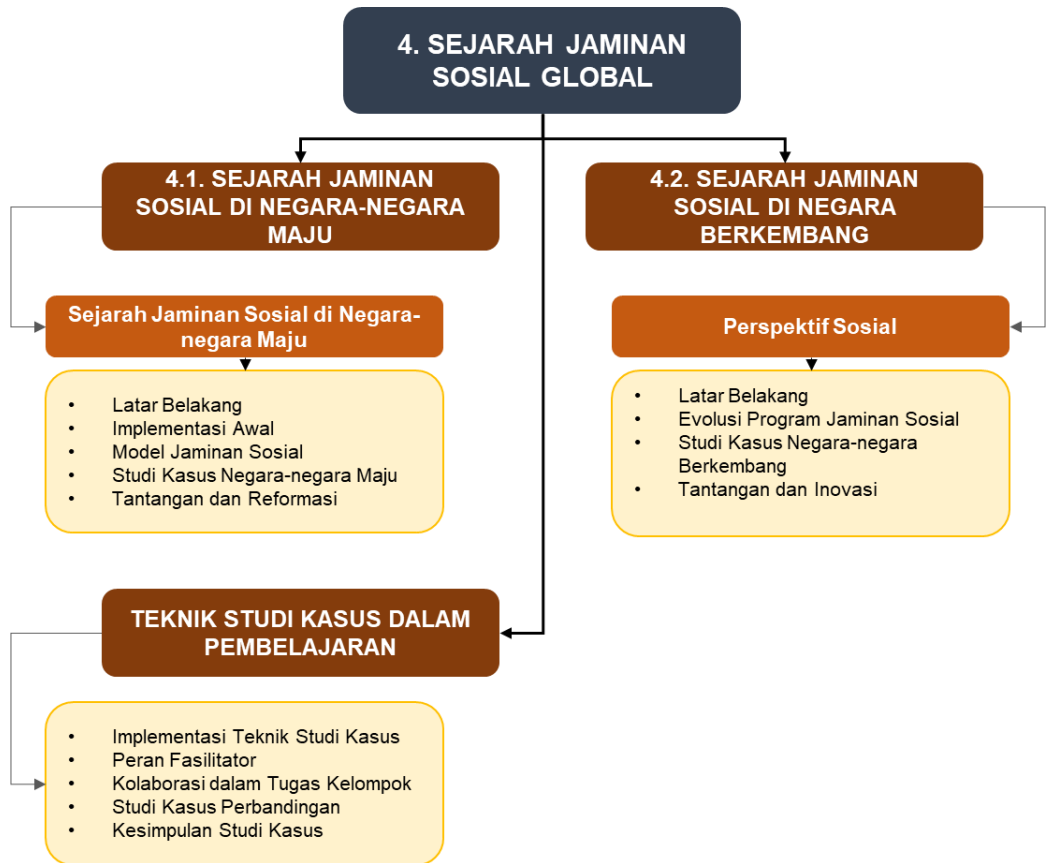 4. SEJARAH JAMINAN
SOSIAL GLOBAL
4.1. SEJARAH JAMINAN
SOSIAL DI NEGARA-NEGARA
MAJU
4.2. SEJARAH JAMINAN
SOSIAL DI NEGARA
BERKEMBANG
Sejarah Jaminan Sosial di Negara-
negara Maju
Perspektif Sosial
• Latar Belakang
• Implementasi Awal
• Model Jaminan Sosial
• Studi Kasus Negara-negara Maju
• Tantangan dan Reformasi
• Latar Belakang
• Evolusi Program Jaminan Sosial
• Studi Kasus Negara-negara
Berkembang
• Tantangan dan Inovasi
TEKNIK STUDI KASUS DALAM
PEMBELAJARAN
• Implementasi Teknik Studi Kasus
• Peran Fasilitator
• Kolaborasi dalam Tugas Kelompok
• Studi Kasus Perbandingan
• Kesimpulan Studi Kasus